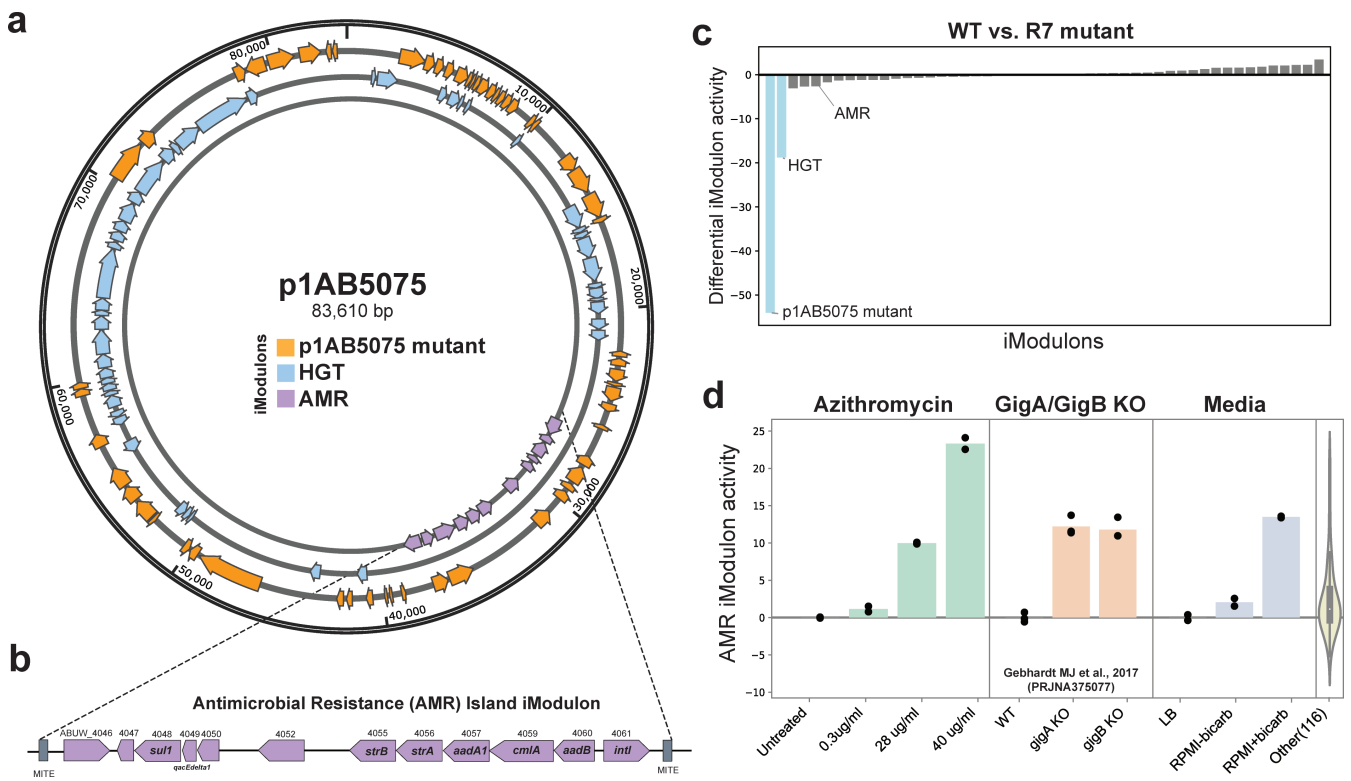 a
80,000
10,000
20,000
30,000
40,000
50,000
60,000
70,000
p1AB5075
83,610 bp
iModulons
p1AB5075 mutant
HGT
AMR
b
Antimicrobial Resistance (AMR) Island iModulon
ABUW_4046 4047 4048 4049 4050 4052 4055 4056 4057 4059 4060 4061
sul1 strB strA aadA1 cmlA aadB intI
qacEdelta1
MITE MITE
c
WT vs. R7 mutant
Differential iModulon activity
0
−10
−20
−30
−40
−50
AMR
HGT
p1AB5075 mutant
iModulons
d
Azithromycin GigA/GigB KO Media
AMR iModulon activity
25
20
15
10
5
0
−5
−10
Gebhardt MJ et al., 2017
(PRJNA375077)
Untreated
0.3ug/ml
28 ug/ml
40 ug/ml
WT
gigA KO
gigB KO
LB
RPMI-bicarb
RPMI+bicarb
Other(116)